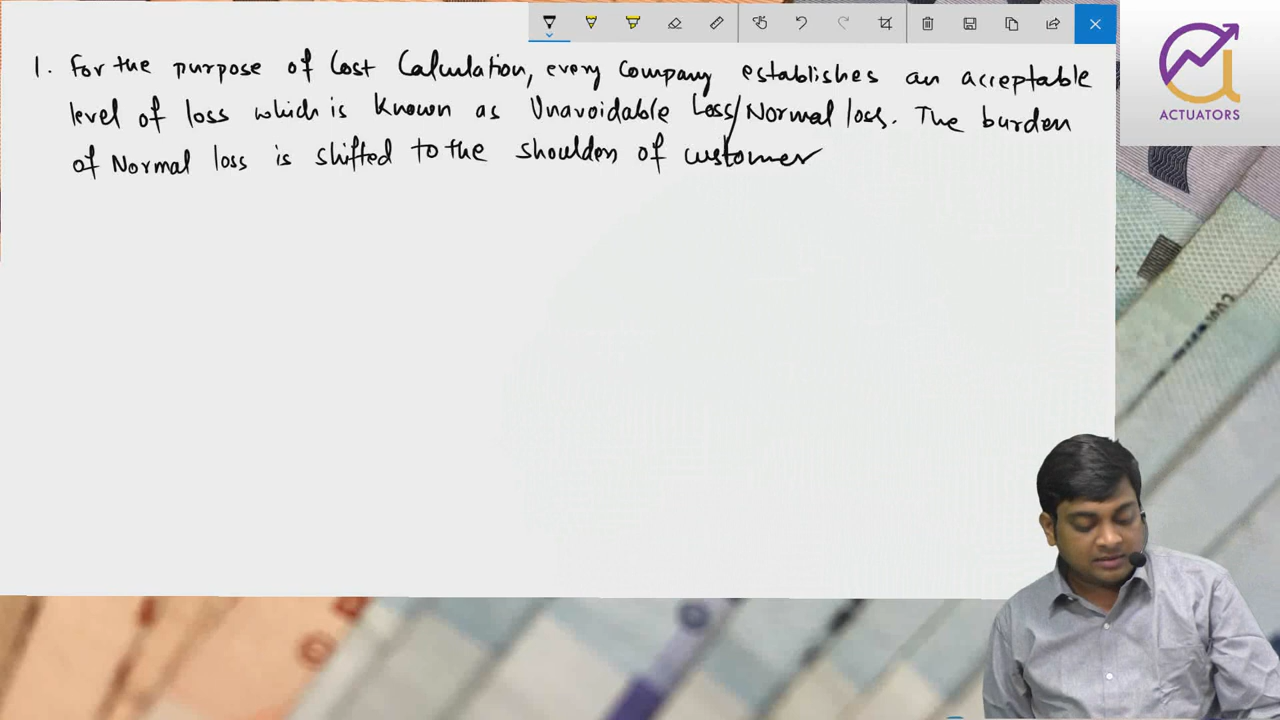 1. For the purpose of Cost Calculation, every company establishes an acceptable
level of loss which is known as Unavoidable Loss/Normal loss. The burden
of Normal loss is shifted to the shoulder of customer
ACTUATORS